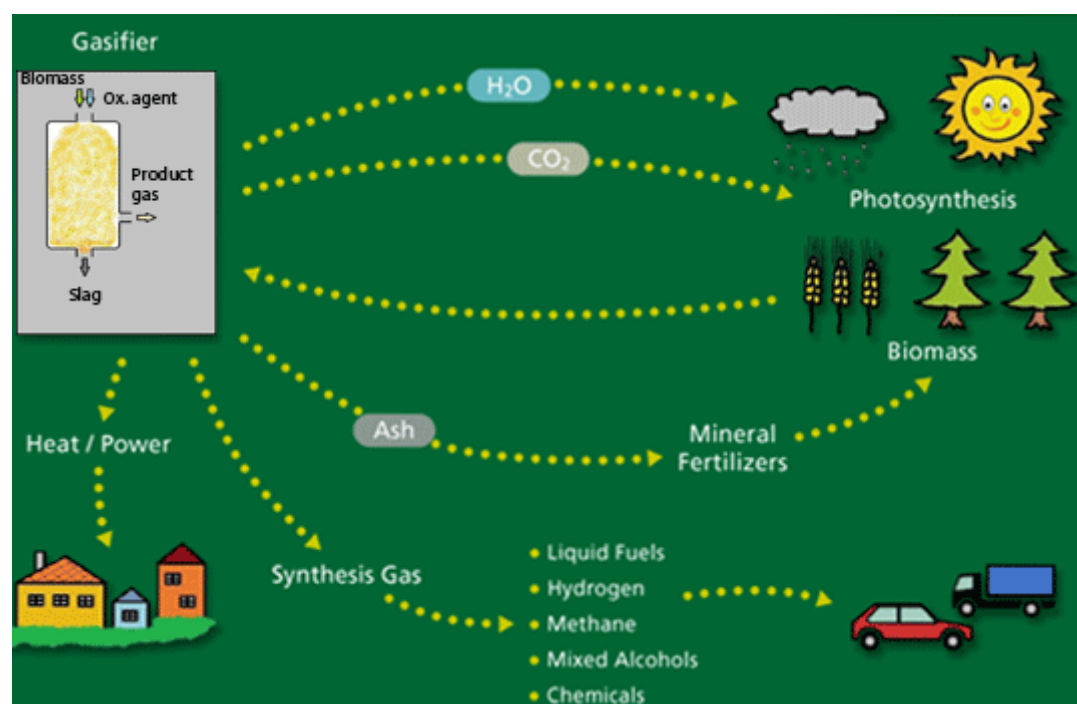 Gasifier
Biomass
Ox. agent
Product
gas
Slag
H₂O
CO₂
Photosynthesis
Biomass
Ash
Mineral
Fertilizers
Heat / Power
Synthesis Gas
• Liquid Fuels
• Hydrogen
• Methane
• Mixed Alcohols
• Chemicals